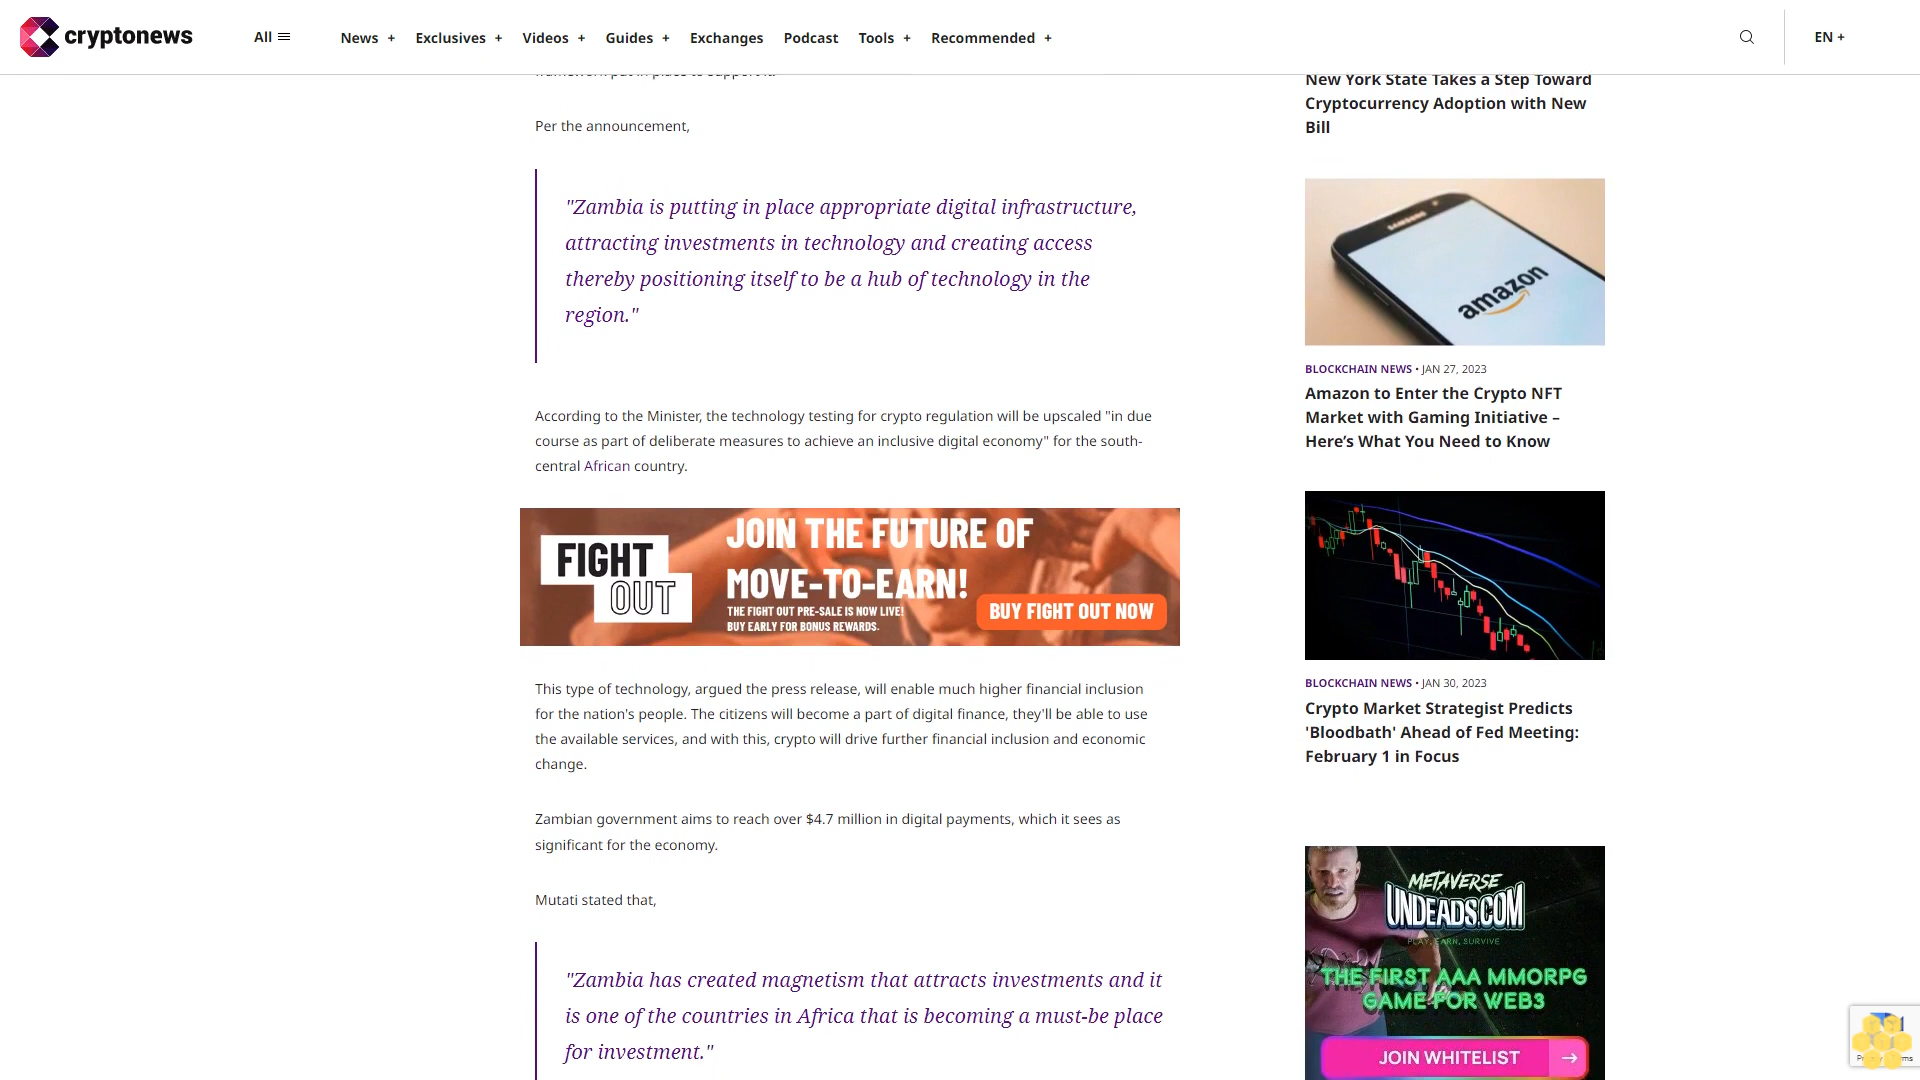 cryptonews
All
News +
Exclusives +
Videos +
Guides +
Exchanges
Podcast
Tools +
Recommended +
EN +
framework put in place to support it.
Per the announcement,
"Zambia is putting in place appropriate digital infrastructure,
attracting investments in technology and creating access
thereby positioning itself to be a hub of technology in the
region."
According to the Minister, the technology testing for crypto regulation will be upscaled "in due
course as part of deliberate measures to achieve an inclusive digital economy" for the south-
central African country.
FIGHT
OUT
JOIN THE FUTURE OF
MOVE-TO-EARN!
THE FIGHT OUT PRE-SALE IS NOW LIVE!
BUY EARLY FOR BONUS REWARDS.
BUY FIGHT OUT NOW
This type of technology, argued the press release, will enable much higher financial inclusion
for the nation's people. The citizens will become a part of digital finance, they'll be able to use
the available services, and with this, crypto will drive further financial inclusion and economic
change.
Zambian government aims to reach over $4.7 million in digital payments, which it sees as
significant for the economy.
Mutati stated that,
"Zambia has created magnetism that attracts investments and it
is one of the countries in Africa that is becoming a must-be place
for investment."
New York State Takes a Step Toward
Cryptocurrency Adoption with New
Bill
SAMSUNG
amazon
BLOCKCHAIN NEWS • JAN 27, 2023
Amazon to Enter the Crypto NFT
Market with Gaming Initiative –
Here’s What You Need to Know
BLOCKCHAIN NEWS • JAN 30, 2023
Crypto Market Strategist Predicts
'Bloodbath' Ahead of Fed Meeting:
February 1 in Focus
METAVERSE
UNDEADS.COM
PLAY, EARN, SURVIVE
THE FIRST AAA MMORPG
GAME FOR WEB3
JOIN WHITELIST